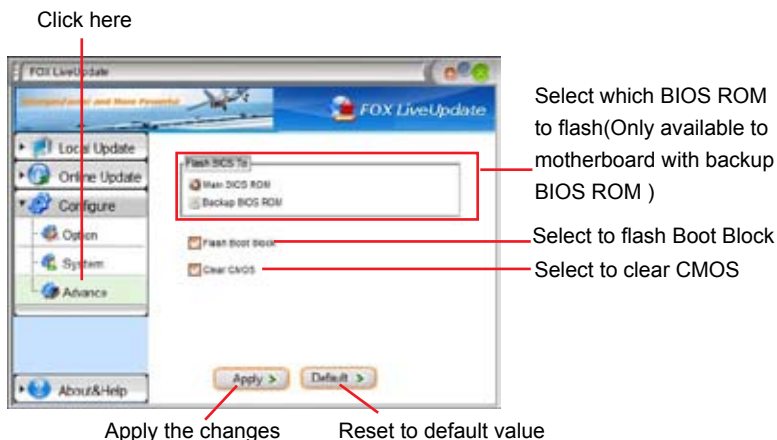 Click here
FOX LiveUpdate
and More Powerful
FOX LiveUpdate
Local Update
Online Update
Configure
Option
System
Advance
About&Help
Flash BIOS To
Main BIOS ROM
Backup BIOS ROM
Flash Boot Block
Clear CMOS
Apply >
Default >
Select which BIOS ROM
to flash(Only available to
motherboard with backup
BIOS ROM )
Select to flash Boot Block
Select to clear CMOS
Apply the changes
Reset to default value